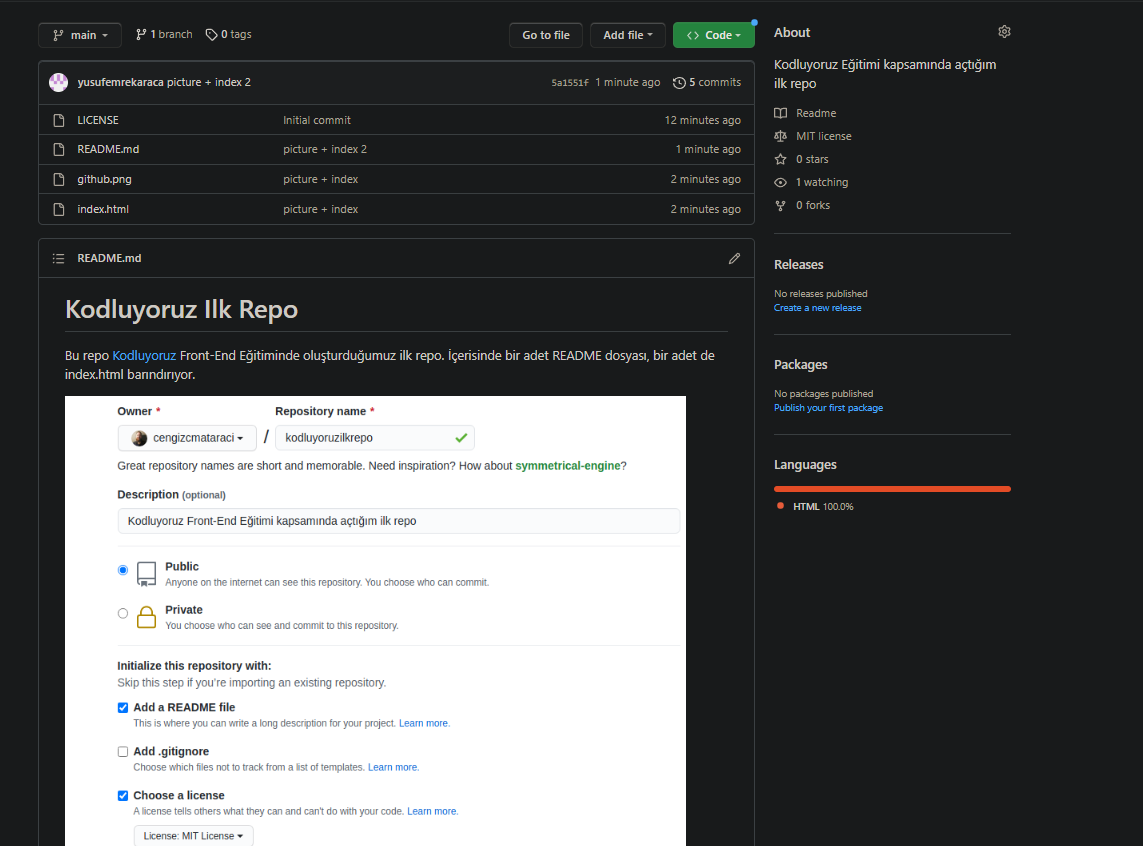 main
1 branch
0 tags
Go to file
Add file
Code
yusufemrekaraca picture + index 2
5a1551f 1 minute ago
5 commits
LICENSE Initial commit 12 minutes ago
README.md picture + index 2 1 minute ago
github.png picture + index 2 minutes ago
index.html picture + index 2 minutes ago
README.md
Kodluyoruz Ilk Repo
Bu repo Kodluyoruz Front-End Eğitiminde oluşturduğumuz ilk repo. İçerisinde bir adet README dosyası, bir adet de
index.html barındırıyor.
Owner * Repository name *
cengizcmataraci / kodluyoruzilkrepo
Great repository names are short and memorable. Need inspiration? How about symmetrical-engine?
Description (optional)
Kodluyoruz Front-End Eğitimi kapsamında açtığım ilk repo
Public
Anyone on the internet can see this repository. You choose who can commit.
Private
You choose who can see and commit to this repository.
Initialize this repository with:
Skip this step if you're importing an existing repository.
Add a README file
This is where you can write a long description for your project. Learn more.
Add .gitignore
Choose which files not to track from a list of templates. Learn more.
Choose a license
A license tells others what they can and can't do with your code. Learn more.
License: MIT License
About
Kodluyoruz Eğitimi kapsamında açtığım
ilk repo
Readme
MIT license
0 stars
1 watching
0 forks
Releases
No releases published
Create a new release
Packages
No packages published
Publish your first package
Languages
HTML 100.0%